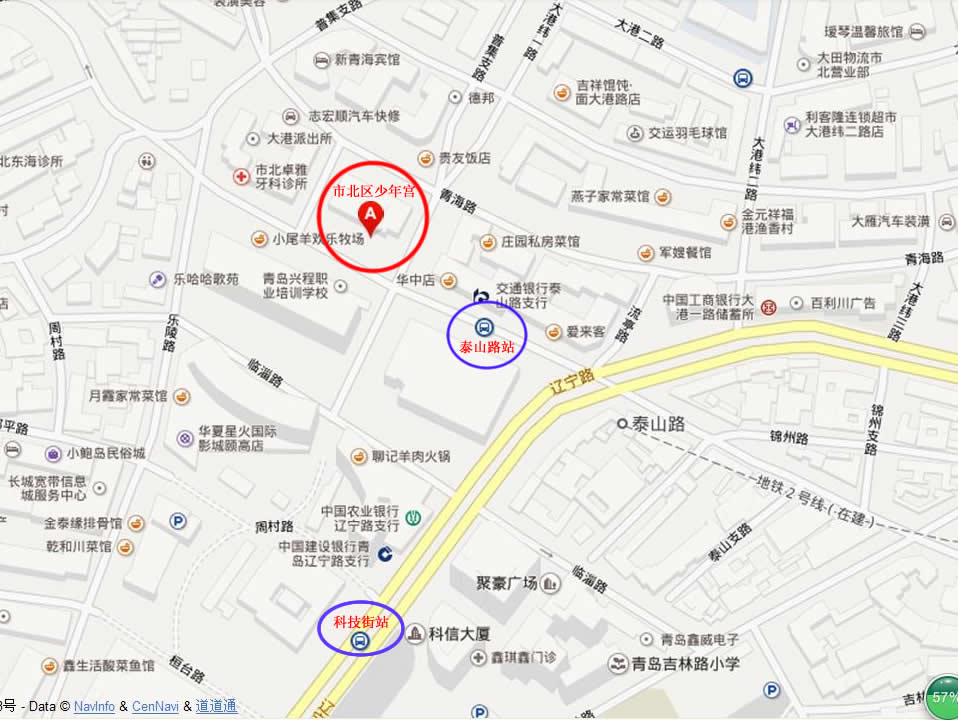 普集支路
普集支路
大港纬一路
大港二路
瑷琴温馨旅馆
大田物流市
北营业部
新青海宾馆
德邦
吉祥馄饨·
面大港路店
利客隆连锁超市
大港纬二路店
志宏顺汽车快修
大港派出所
交运羽毛球馆
大港纬二路
北东海诊所
市北卓雅
牙科诊所
贵友饭店
市北区少年宫
A
青海路
燕子家常菜馆
金元祥福
港渔香村
大雁汽车装潢
村
小尾羊欢乐牧场
庄园私房菜馆
军嫂餐馆
青海路
乐哈哈歌苑
青岛兴程职
业培训学校
华中店
交通银行泰
山路支行
中国工商银行大
港一路储蓄所
百利川广告
大港纬三路
店
周村路
乐陵路
泰山路站
爱来客
流亭路
临淄路
辽宁路
月霞家常菜馆
泰山路
锦州路
锦州支路
平路
华夏星火国际
影城颐高店
小鲍岛民俗城
聊记羊肉火锅
长城宽带信息
城服务中心
地铁2号线(在建)
金泰缘排骨馆
P
周村路
中国农业银行
辽宁路支行
乾和川菜馆
中国建设银行青
岛辽宁路支行
泰山支路
聚豪广场
临淄路
科技街站
科信大厦
鑫琪鑫门诊
青岛鑫威电子
青岛吉林路小学
鑫生活酸菜鱼馆
桓台路
P
P
吉林
57%
号 - Data © NavInfo & CenNavi & 道道通
辽